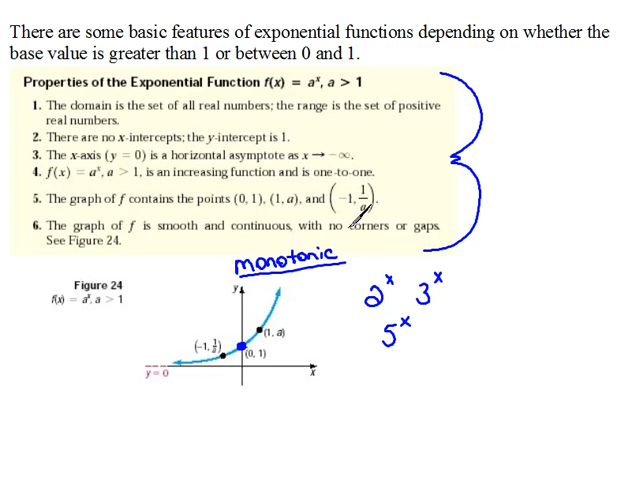 There are some basic features of exponential functions depending on whether the
base value is greater than 1 or between 0 and 1.
Properties of the Exponential Function f(x) = aˣ, a > 1
1. The domain is the set of all real numbers; the range is the set of positive
real numbers.
2. There are no x-intercepts; the y-intercept is 1.
3. The x-axis (y = 0) is a horizontal asymptote as x → −∞.
4. f(x) = aˣ, a > 1, is an increasing function and is one-to-one.
5. The graph of f contains the points (0, 1), (1, a), and (−1, 1/a).
6. The graph of f is smooth and continuous, with no corners or gaps.
See Figure 24.
monotonic
Figure 24
f(x) = aˣ, a > 1
y
2ˣ 3ˣ
5ˣ
(1, a)
(−1, 1/a)
(0, 1)
y = 0
x